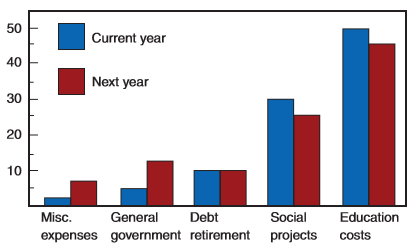 50
40
30
20
10
Current year
Next year
Misc.
expenses
General
government
Debt
retirement
Social
projects
Education
costs